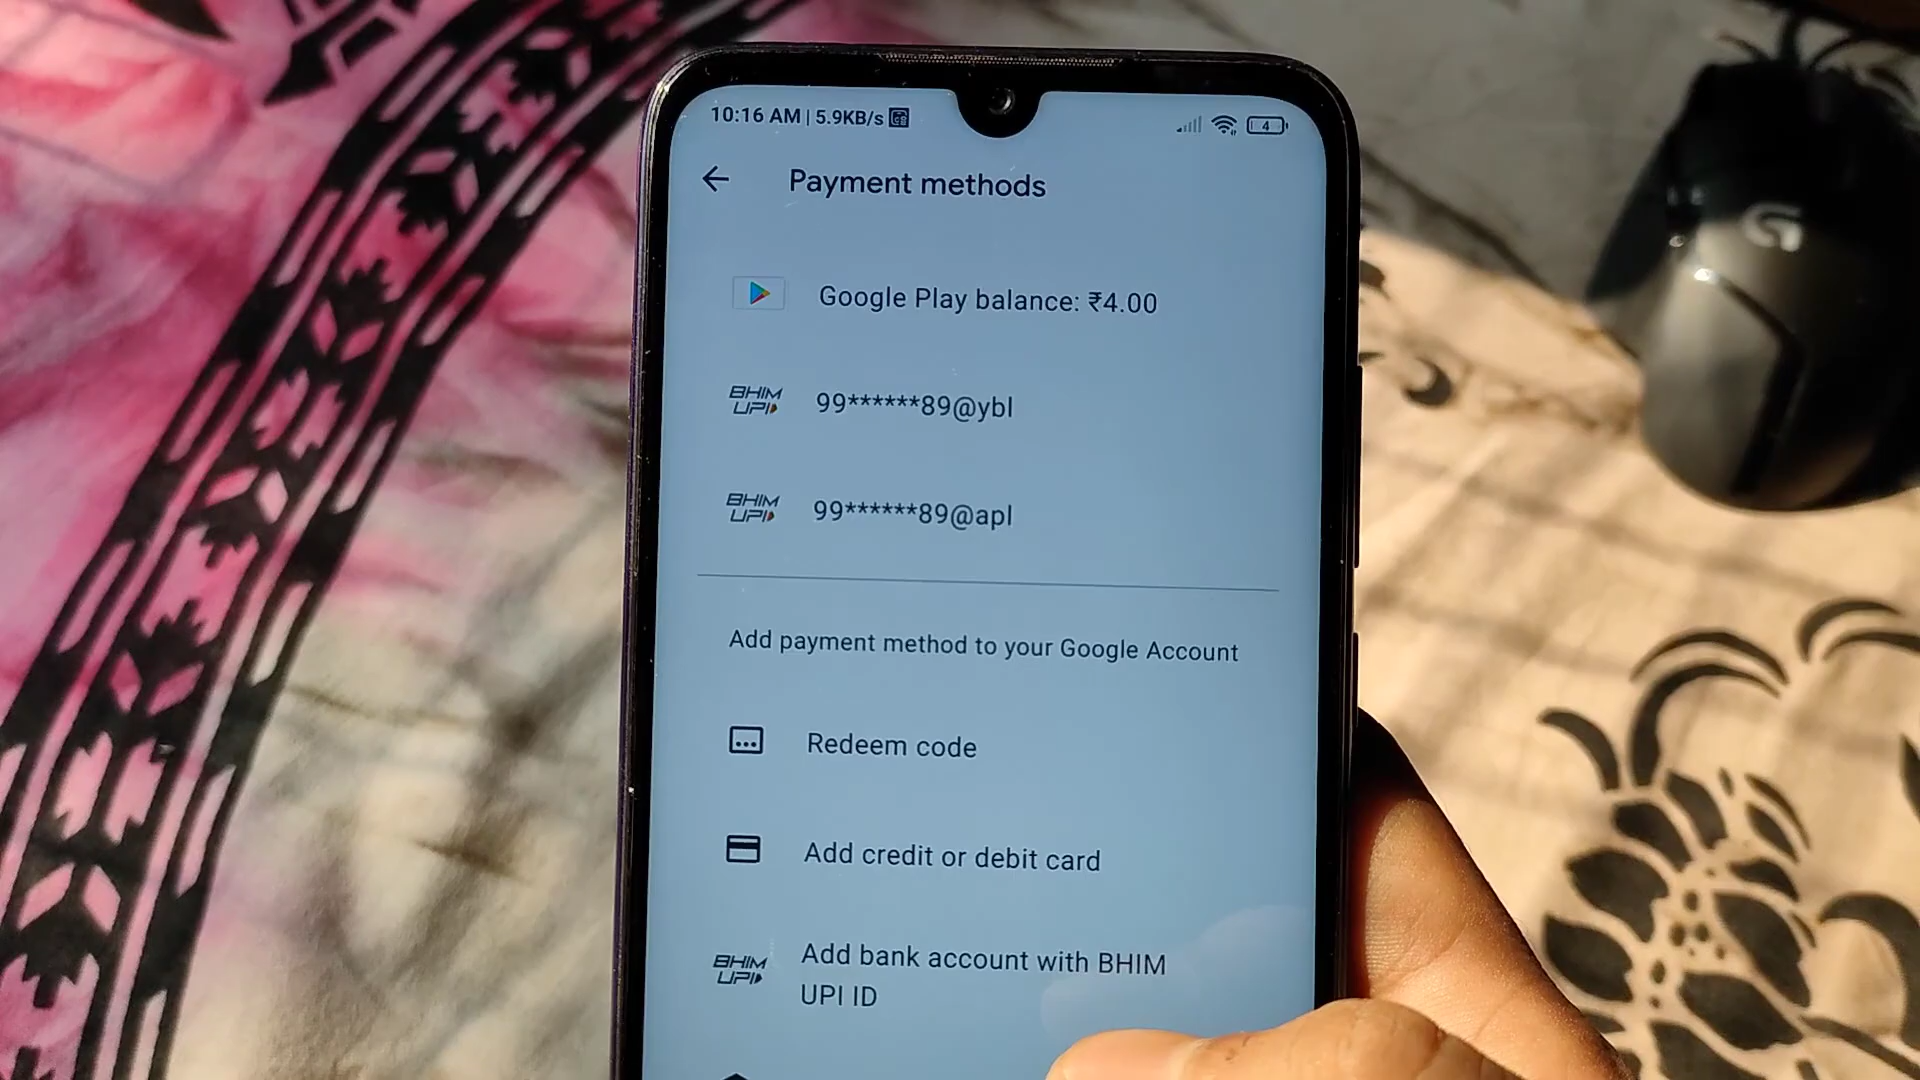 10:16 AM | 5.9KB/s
4
Payment methods
Google Play balance: ₹4.00
BHIM
UPI
99******89@ybl
BHIM
UPI
99******89@apl
Add payment method to your Google Account
Redeem code
Add credit or debit card
BHIM
UPI
Add bank account with BHIM
UPI ID
G